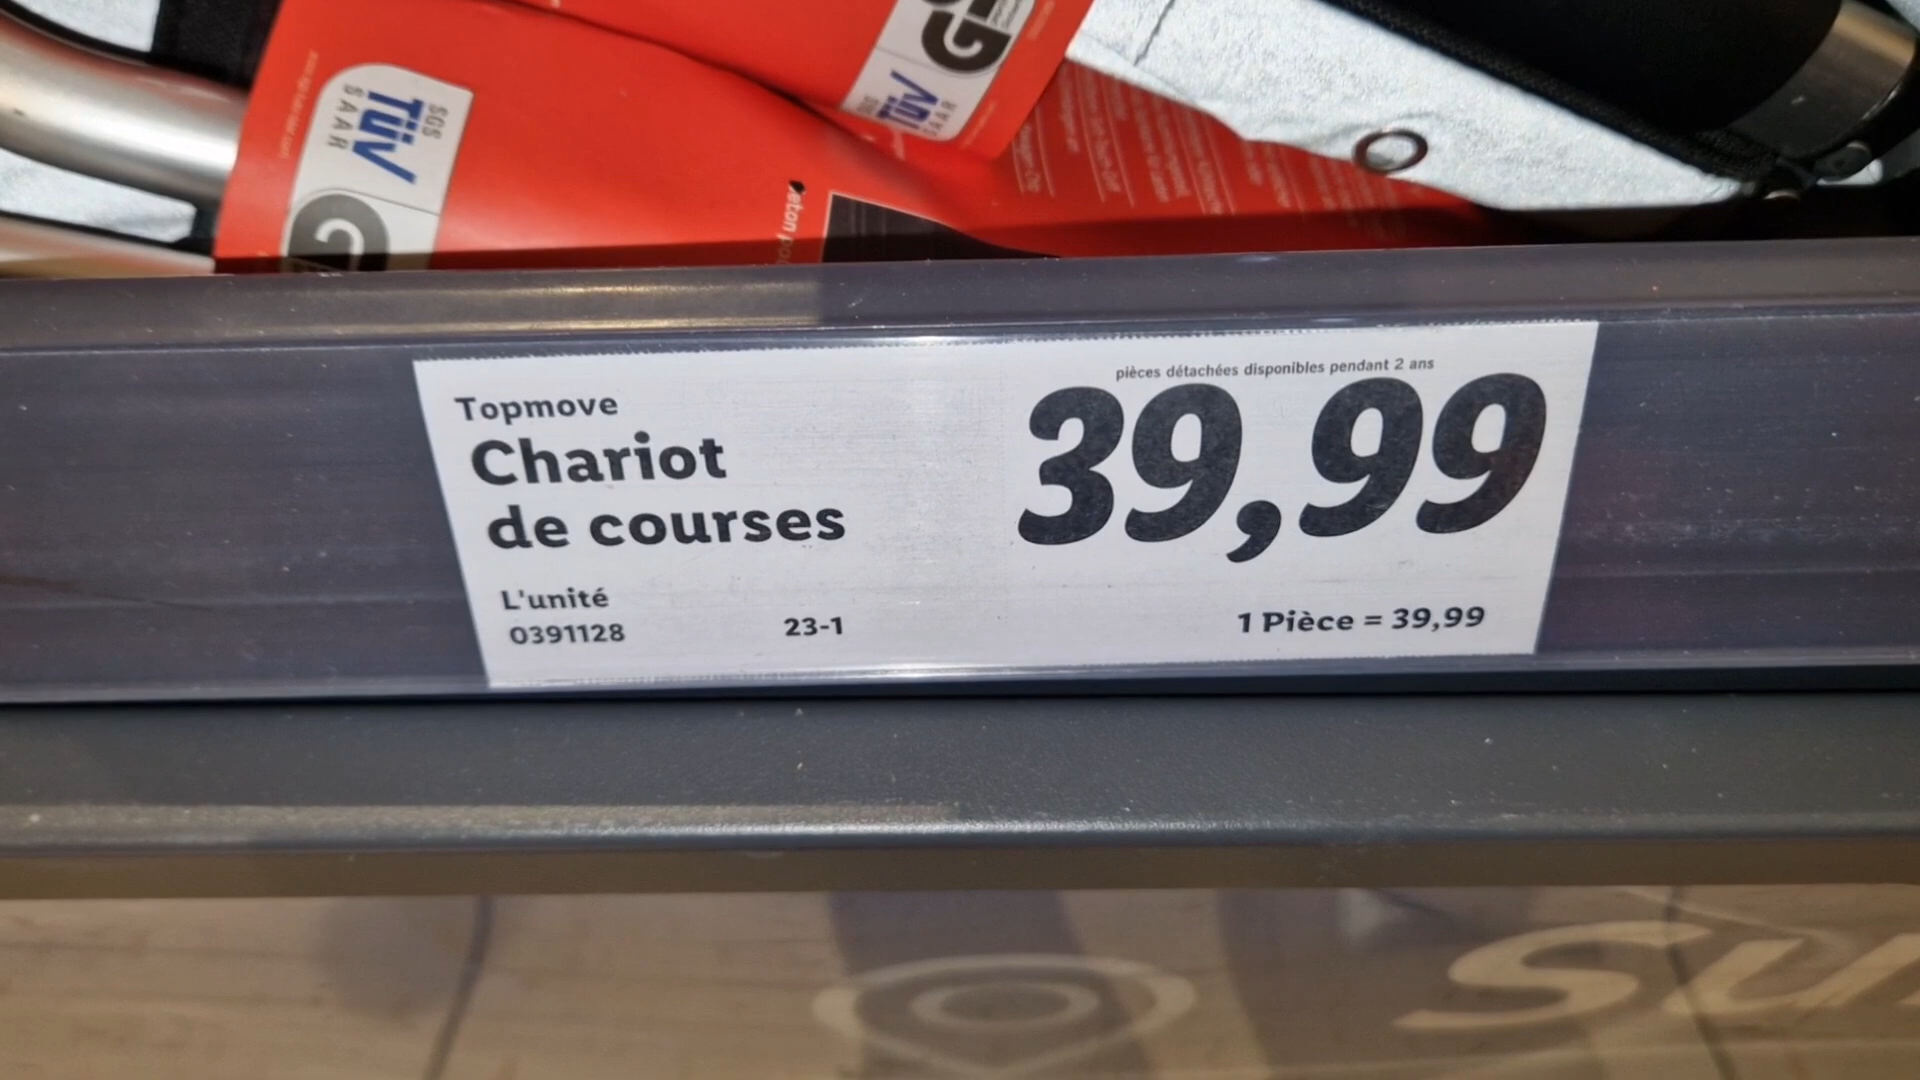 SGS
TÜV
SAAR
TÜV
SAAR
pièces détachées disponibles pendant 2 ans
Topmove
Chariot
de courses
39,99
L'unité
0391128
23-1
1 Pièce = 39,99